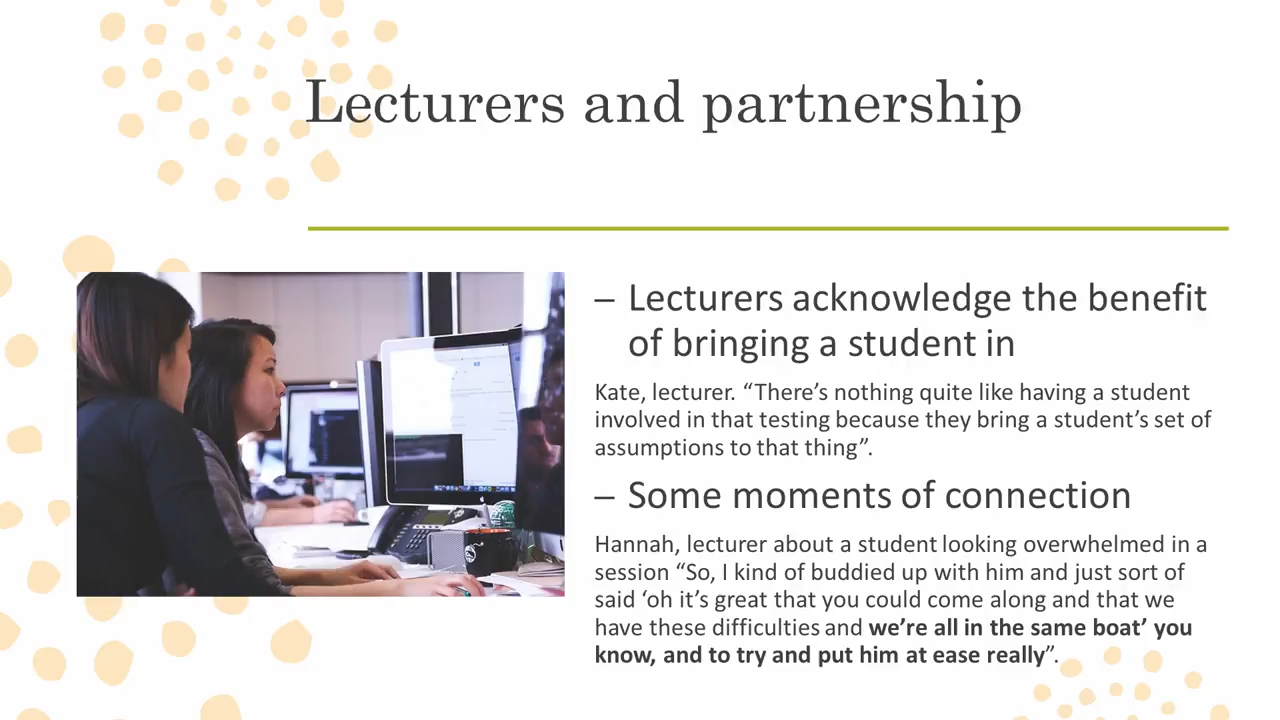 Lecturers and partnership
– Lecturers acknowledge the benefit
of bringing a student in
Kate, lecturer. “There’s nothing quite like having a student
involved in that testing because they bring a student’s set of
assumptions to that thing”.
– Some moments of connection
Hannah, lecturer about a student looking overwhelmed in a
session “So, I kind of buddied up with him and just sort of
said ‘oh it’s great that you could come along and that we
have these difficulties and we’re all in the same boat’ you
know, and to try and put him at ease really”.